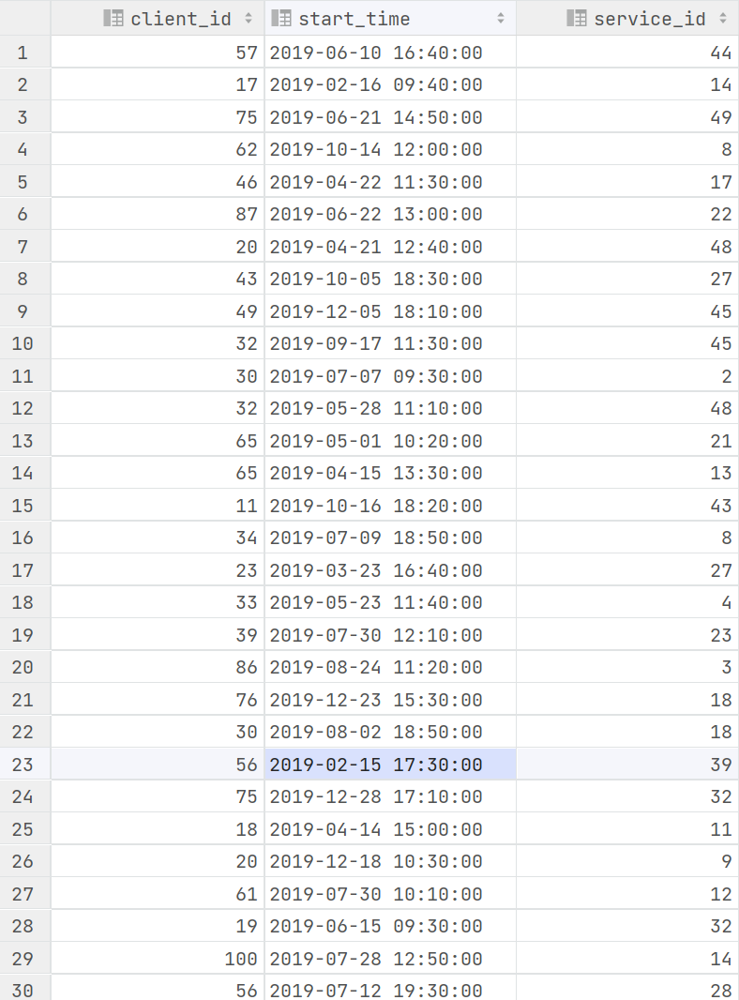 client_id start_time service_id
1 57 2019-06-10 16:40:00 44
2 17 2019-02-16 09:40:00 14
3 75 2019-06-21 14:50:00 49
4 62 2019-10-14 12:00:00 8
5 46 2019-04-22 11:30:00 17
6 87 2019-06-22 13:00:00 22
7 20 2019-04-21 12:40:00 48
8 43 2019-10-05 18:30:00 27
9 49 2019-12-05 18:10:00 45
10 32 2019-09-17 11:30:00 45
11 30 2019-07-07 09:30:00 2
12 32 2019-05-28 11:10:00 48
13 65 2019-05-01 10:20:00 21
14 65 2019-04-15 13:30:00 13
15 11 2019-10-16 18:20:00 43
16 34 2019-07-09 18:50:00 8
17 23 2019-03-23 16:40:00 27
18 33 2019-05-23 11:40:00 4
19 39 2019-07-30 12:10:00 23
20 86 2019-08-24 11:20:00 3
21 76 2019-12-23 15:30:00 18
22 30 2019-08-02 18:50:00 18
23 56 2019-02-15 17:30:00 39
24 75 2019-12-28 17:10:00 32
25 18 2019-04-14 15:00:00 11
26 20 2019-12-18 10:30:00 9
27 61 2019-07-30 10:10:00 12
28 19 2019-06-15 09:30:00 32
29 100 2019-07-28 12:50:00 14
30 56 2019-07-12 19:30:00 28